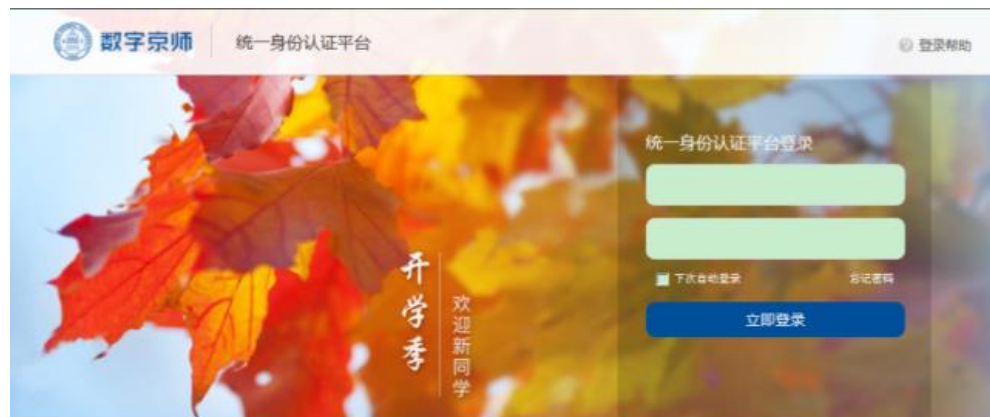 数字京师
统一身份认证平台
登录帮助
统一身份认证平台登录
下次自动登录
忘记密码
立即登录
开学季
欢迎新同学